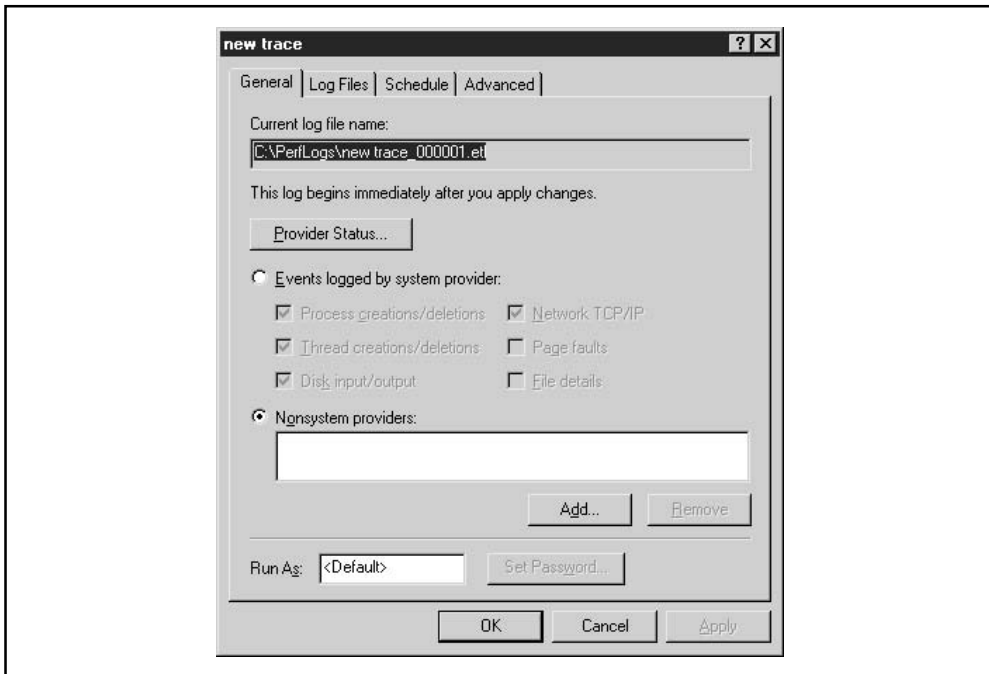 new trace
General Log Files Schedule Advanced
Current log file name:
C:\PerfLogs\new trace_000001.etl
This log begins immediately after you apply changes.
Provider Status...
Events logged by system provider:
Process creations/deletions Network TCP/IP
Thread creations/deletions Page faults
Disk input/output File details
Nonsystem providers:
Add... Remove
Run As: <Default> Set Password...
OK Cancel Apply